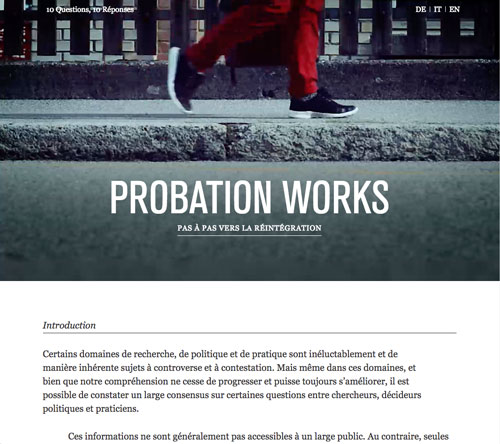 10 Questions, 10 Réponses
DE | IT | EN
PROBATION WORKS
PAS À PAS VERS LA RÉINTÉGRATION
Introduction
Certains domaines de recherche, de politique et de pratique sont inéluctablement et de
manière inhérente sujets à controverse et à contestation. Mais même dans ces domaines, et
bien que notre compréhension ne cesse de progresser et puisse toujours s'améliorer, il est
possible de constater un large consensus sur certaines questions entre chercheurs, décideurs
politiques et praticiens.
Ces informations ne sont généralement pas accessibles à un large public. Au contraire, seules